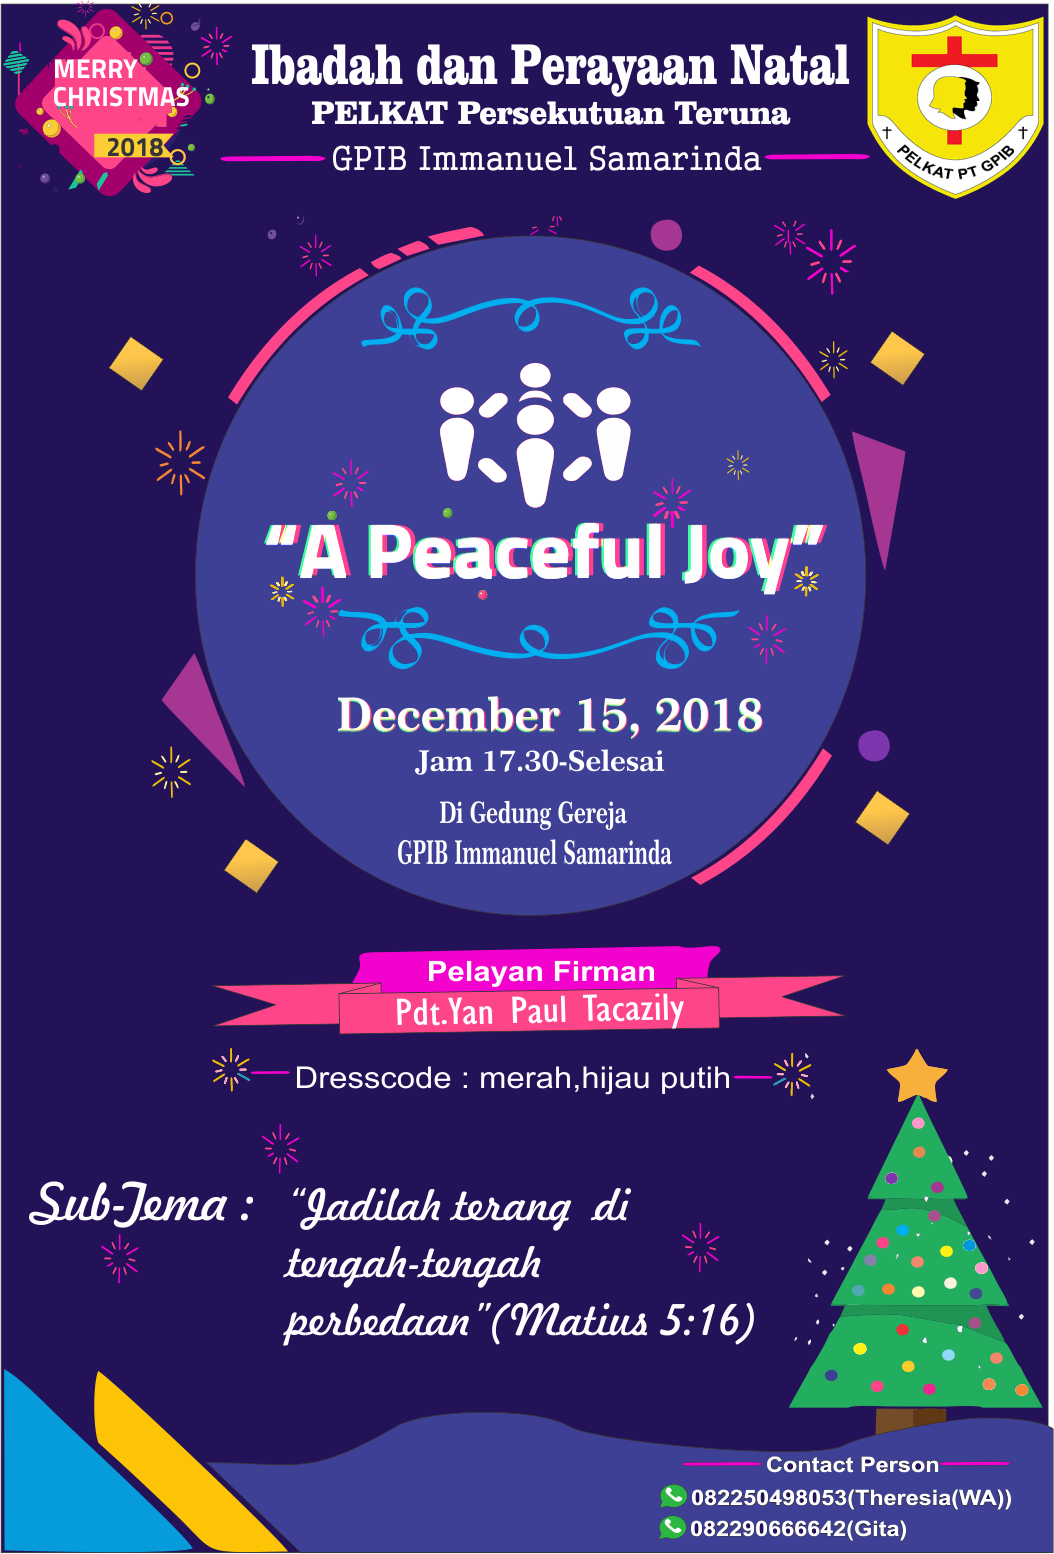 MERRY
CHRISTMAS
2018
Ibadah dan Perayaan Natal
PELKAT Persekutuan Teruna
GPIB Immanuel Samarinda
PELKAT PT GPIB
“A Peaceful Joy”
December 15, 2018
Jam 17.30-Selesai
Di Gedung Gereja
GPIB Immanuel Samarinda
Pelayan Firman
Pdt.Yan Paul Tacazily
Dresscode : merah,hijau putih
Sub-Tema : “Jadilah terang di
tengah-tengah
perbedaan”(Matius 5:16)
Contact Person
082250498053(Theresia(WA))
082290666642(Gita)